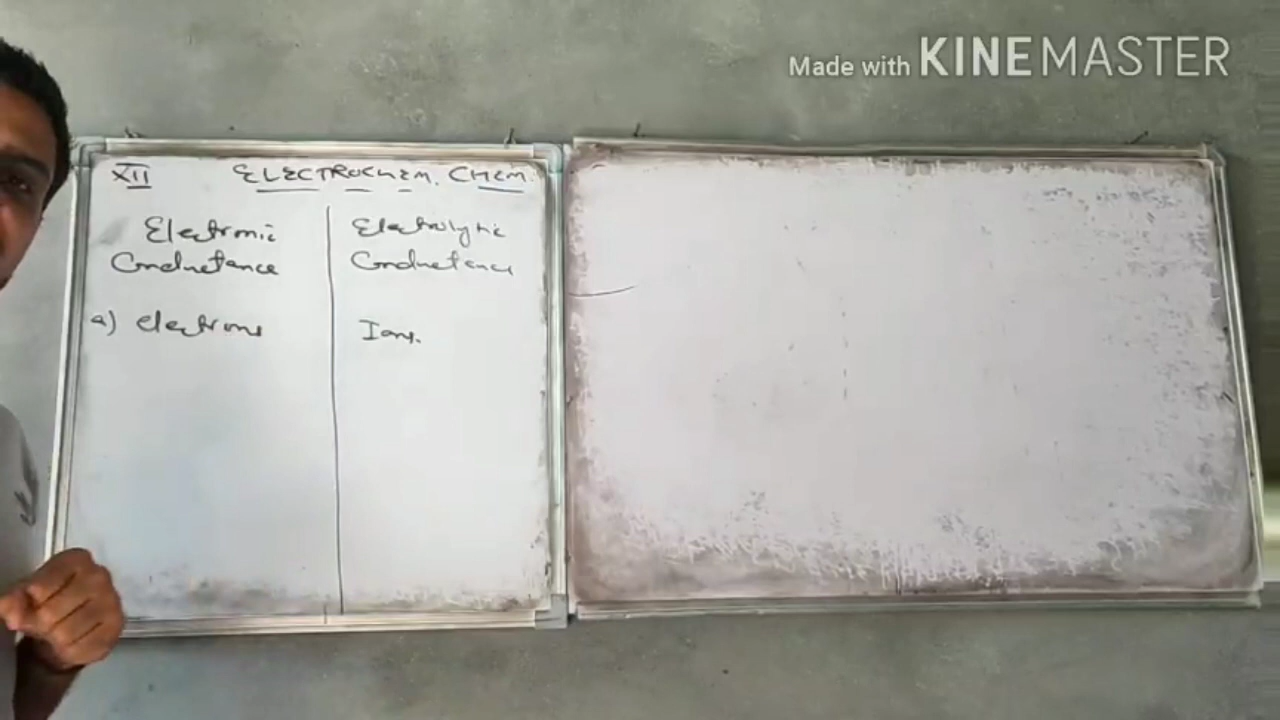 Made with KINEMASTER
XII ELECTROCHEM. CHEM.
Electronic Electrolytic
Conductance Conductance
a) electrons Ions.